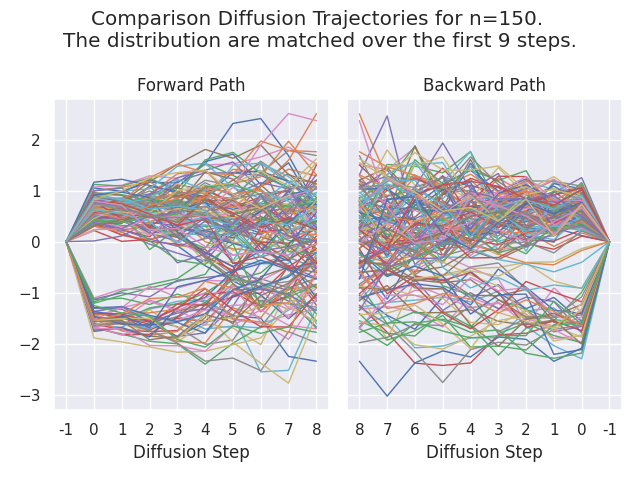 Comparison Diffusion Trajectories for n=150.
The distribution are matched over the first 9 steps.
Forward Path
Backward Path
2
1
0
−1
−2
−3
-1 0 1 2 3 4 5 6 7 8
8 7 6 5 4 3 2 1 0 -1
Diffusion Step
Diffusion Step